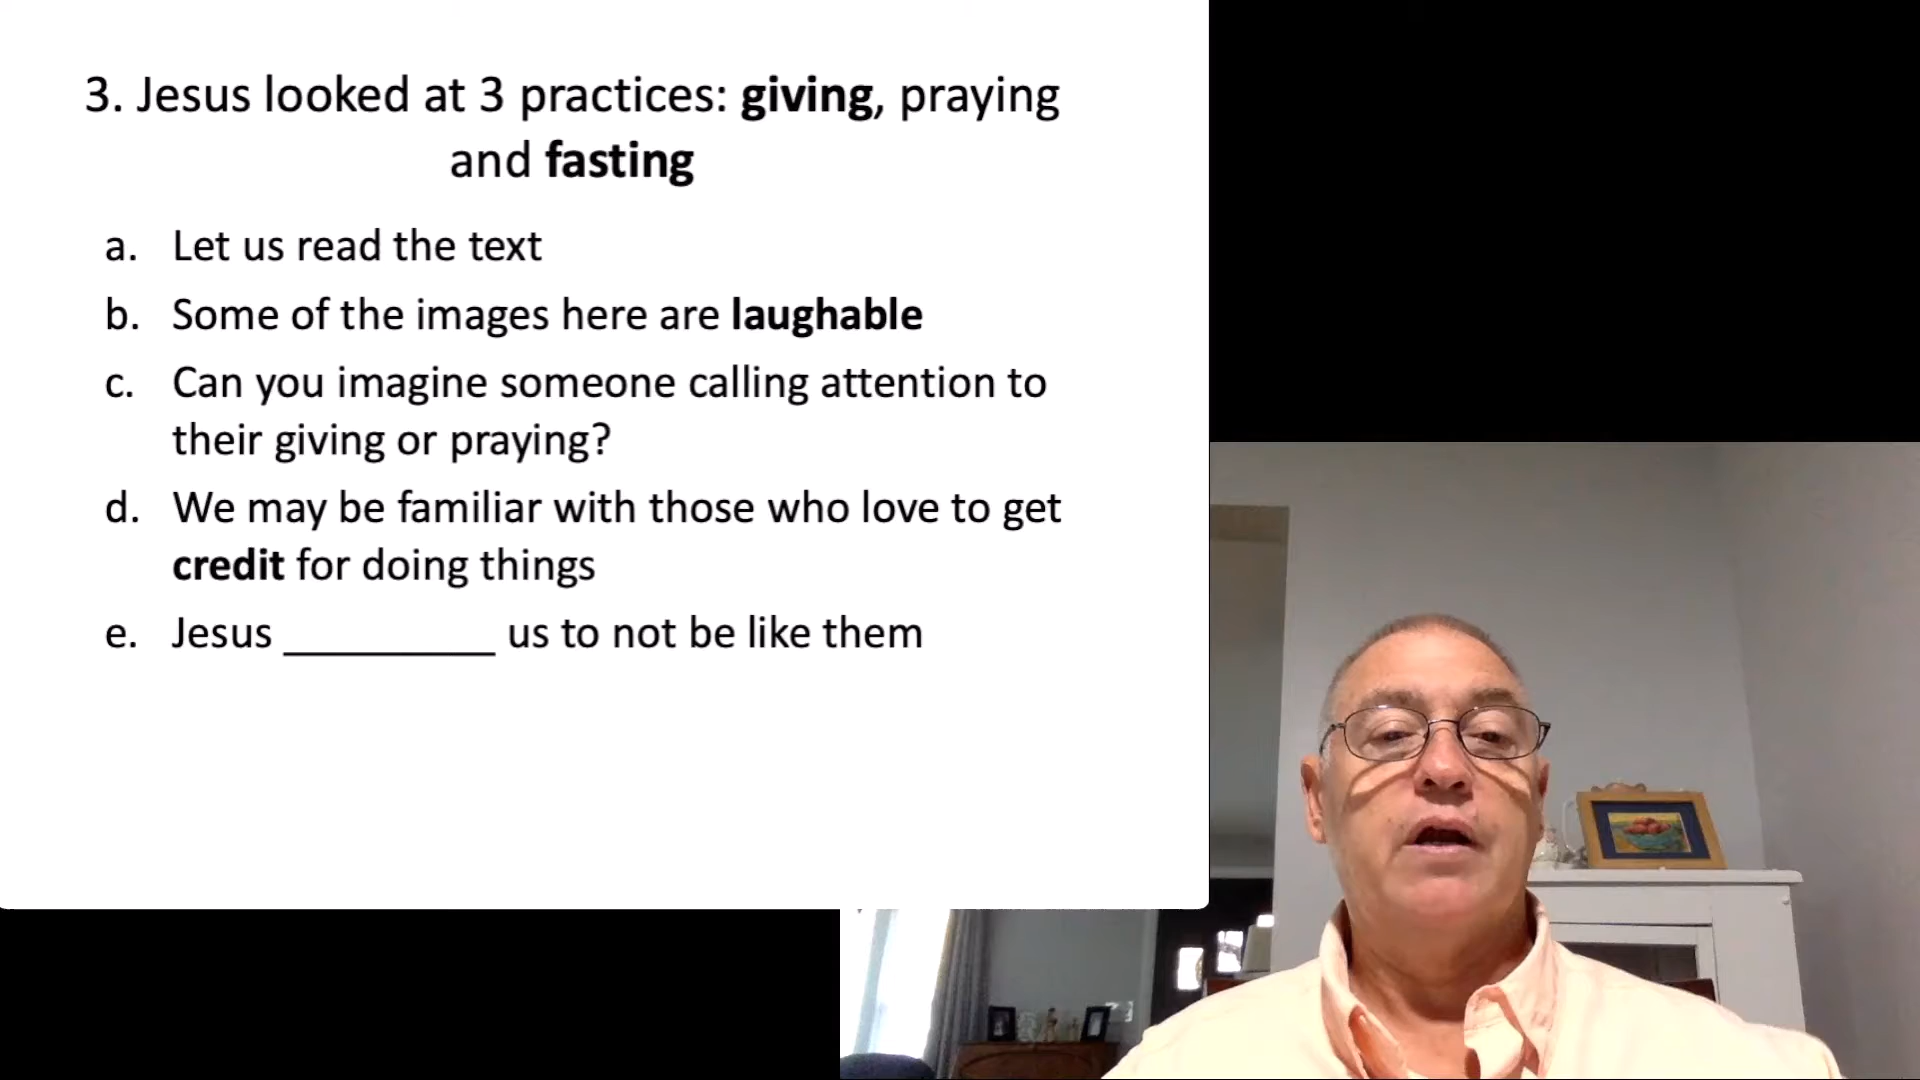 3. Jesus looked at 3 practices: giving, praying
and fasting
a. Let us read the text
b. Some of the images here are laughable
c. Can you imagine someone calling attention to
their giving or praying?
d. We may be familiar with those who love to get
credit for doing things
e. Jesus __________ us to not be like them